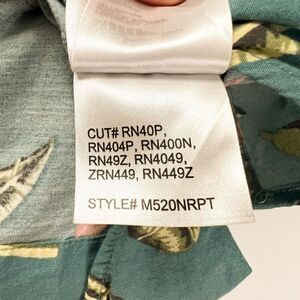 CUT# RN40P,
RN404P, RN400N,
RN49Z, RN4049,
ZRN449, RN449Z
STYLE# M520NRPT